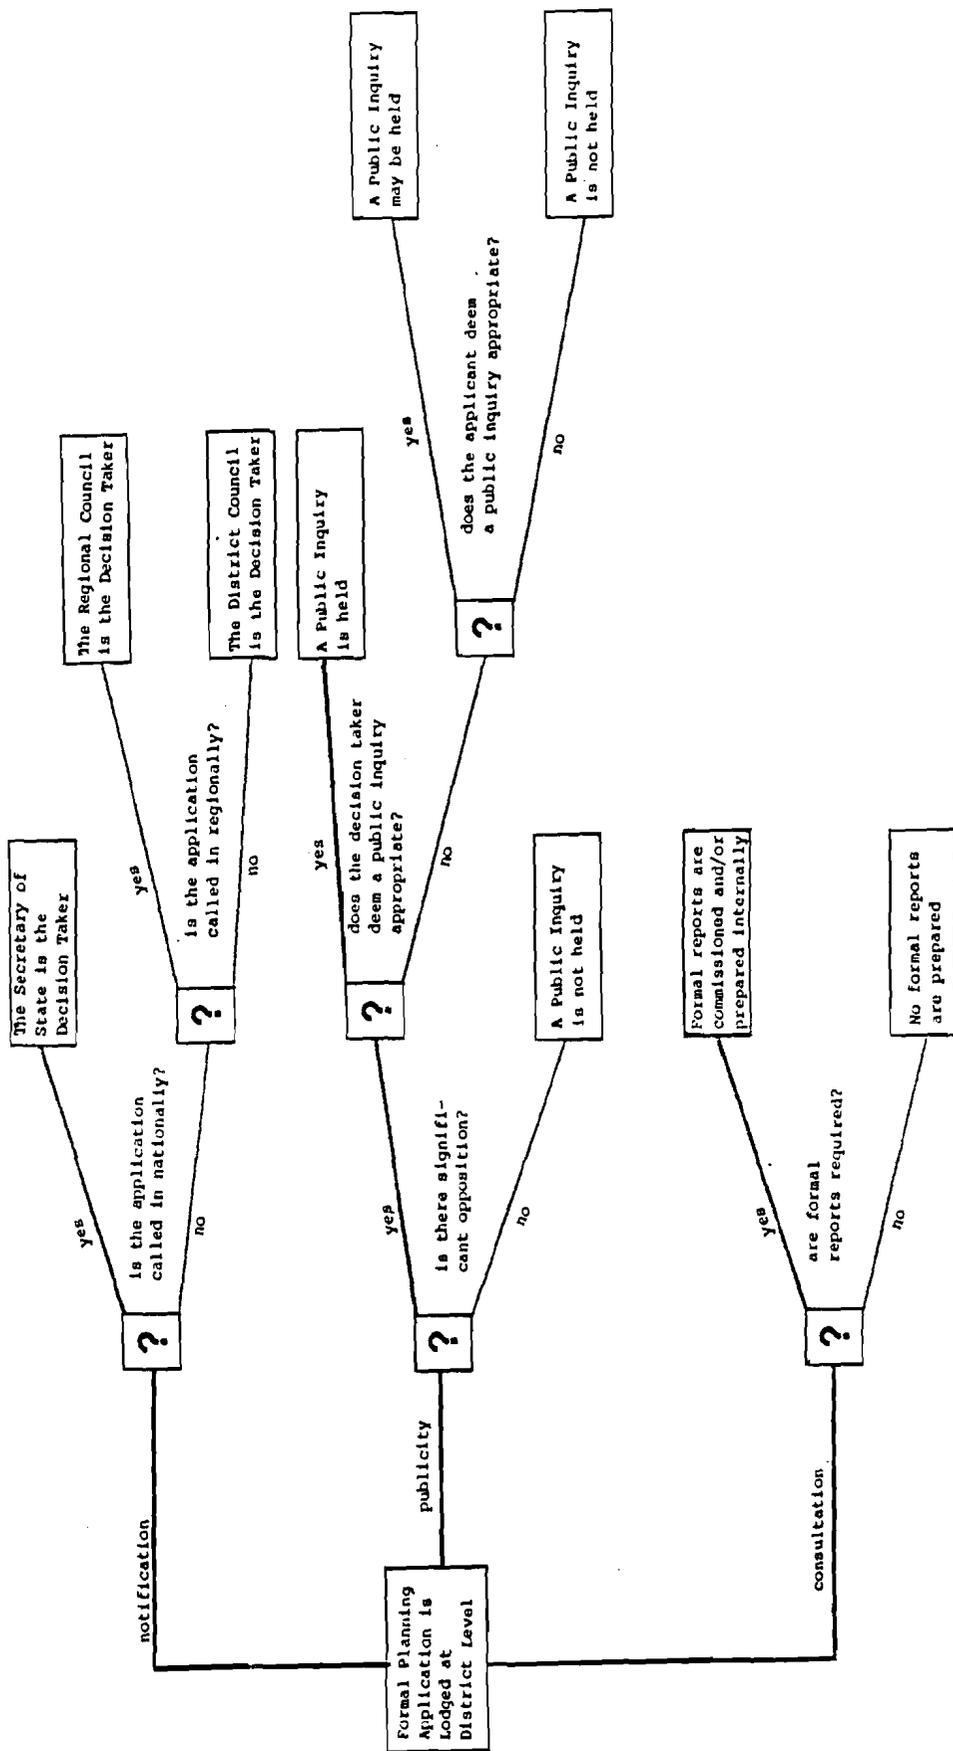 Formal Planning
Application is
Lodged at
District Level
notification
?
is the application
called in nationally?
yes
The Secretary of
State is the
Decision Taker
no
?
is the application
called in regionally?
yes
The Regional Council
is the Decision Taker
no
The District Council
is the Decision Taker
publicity
?
is there signifi-
cant opposition?
yes
?
does the decision taker
deem a public inquiry
appropriate?
yes
A Public Inquiry
is held
no
?
does the applicant deem
a public inquiry appropriate?
yes
A Public Inquiry
may be held
no
A Public Inquiry
is not held
no
A Public Inquiry
is not held
consultation
?
are formal
reports required?
yes
Formal reports are
commissioned and/or
prepared internally
no
No formal reports
are prepared